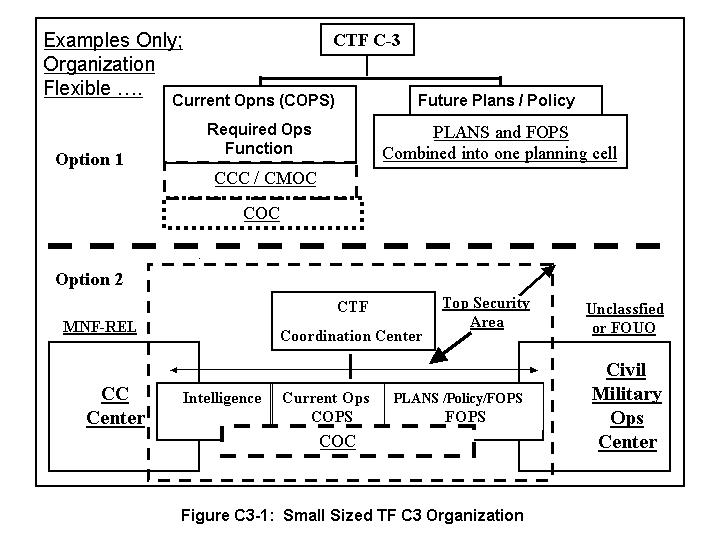 Examples Only;
Organization
Flexible ….
CTF C-3
Current Opns (COPS)
Future Plans / Policy
Option 1
Required Ops
Function
PLANS and FOPS
Combined into one planning cell
CCC / CMOC
COC
Option 2
MNF-REL
CTF
Coordination Center
Top Security
Area
Unclassfied
or FOUO
CC
Center
Intelligence
Current Ops
COPS
PLANS /Policy/FOPS
FOPS
COC
Civil
Military
Ops
Center
Figure C3-1:  Small Sized TF C3 Organization